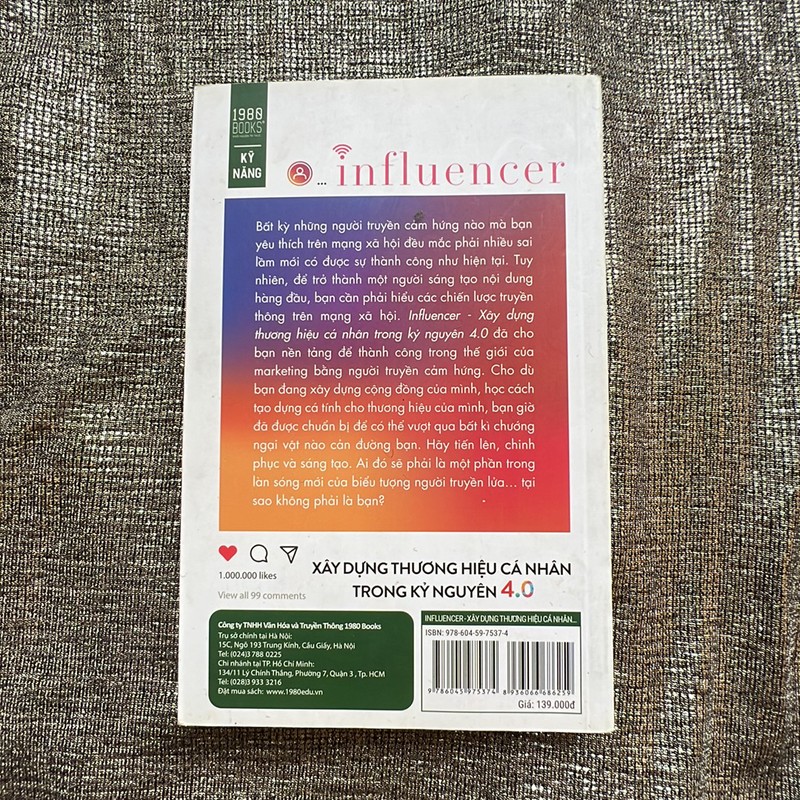 1980
BOOKS
KỸ
NĂNG
... influencer
Bất kỳ những người truyền cảm hứng nào mà bạn
yêu thích trên mạng xã hội đều mắc phải nhiều sai
lầm mới có được sự thành công như hiện tại. Tuy
nhiên, để trở thành một người sáng tạo nội dung
hàng đầu, bạn cần phải hiểu các chiến lược truyền
thông trên mạng xã hội. Influencer - Xây dựng
thương hiệu cá nhân trong kỷ nguyên 4.0 đã cho
bạn nền tảng để thành công trong thế giới của
marketing bằng người truyền cảm hứng. Cho dù
bạn đang xây dựng cộng đồng của mình, học cách
tạo dựng cá tính cho thương hiệu của mình, bạn giờ
đã được chuẩn bị để có thể vượt qua bất kì chướng
ngại vật nào cản đường bạn. Hãy tiến lên, chinh
phục và sáng tạo. Ai đó sẽ phải là một phần trong
làn sóng mới của biểu tượng người truyền lửa... tại
sao không phải là bạn?
1.000.000 likes
View all 99 comments
XÂY DỰNG THƯƠNG HIỆU CÁ NHÂN
TRONG KỶ NGUYÊN 4.0
Công ty TNHH Văn Hóa và Truyền Thông 1980 Books
Trụ sở chính tại Hà Nội:
15C, Ngõ 193 Trung Kính, Cầu Giấy, Hà Nội
Tel: (024)3 788 0225
Chi nhánh tại TP. Hồ Chí Minh:
134/11 Lý Chính Thắng, Phường 7, Quận 3 , Tp. HCM
Tel: (028)3 933 3216
Đặt mua sách: www.1980edu.vn
INFLUENCER - XÂY DỰNG THƯƠNG HIỆU CÁ NHÂN...
ISBN: 978-604-59-7537-4
9 786045 975374 8 936066 686259
Giá: 139.000đ